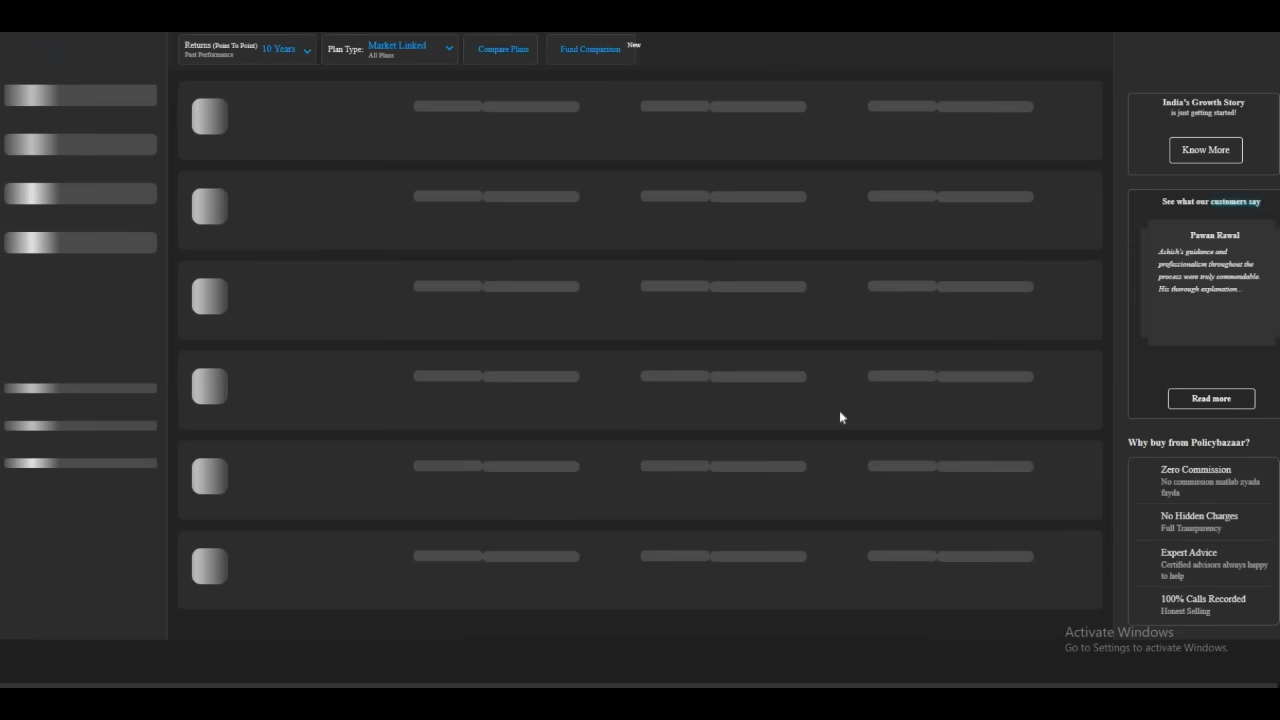 Returns (Point To Point) 10 Years
Past Performance
Plan Type: Market Linked
All Plans
Compare Plans
Fund Comparison
New
India's Growth Story
is just getting started!
Know More
See what our customers say
Pawan Rawal
Ashish's guidance and
professionalism throughout the
process were truly commendable.
His thorough explanation...
Read more
Why buy from Policybazaar?
Zero Commission
No commission matlab zyada
fayda
No Hidden Charges
Full Transparency
Expert Advice
Certified advisors always happy
to help
100% Calls Recorded
Honest Selling
Activate Windows
Go to Settings to activate Windows.